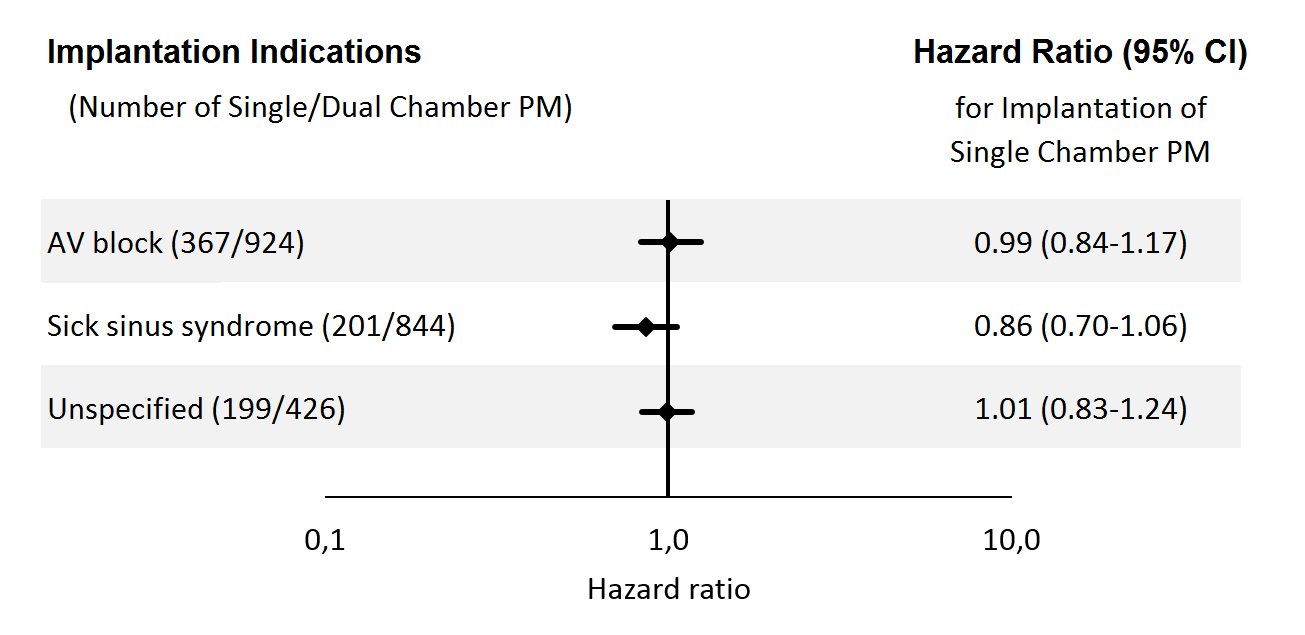 Implantation Indications
Hazard Ratio (95% CI)
(Number of Single/Dual Chamber PM)
for Implantation of
Single Chamber PM
AV block (367/924)
0.99 (0.84-1.17)
Sick sinus syndrome (201/844)
0.86 (0.70-1.06)
Unspecified (199/426)
1.01 (0.83-1.24)
0,1
1,0
10,0
Hazard ratio